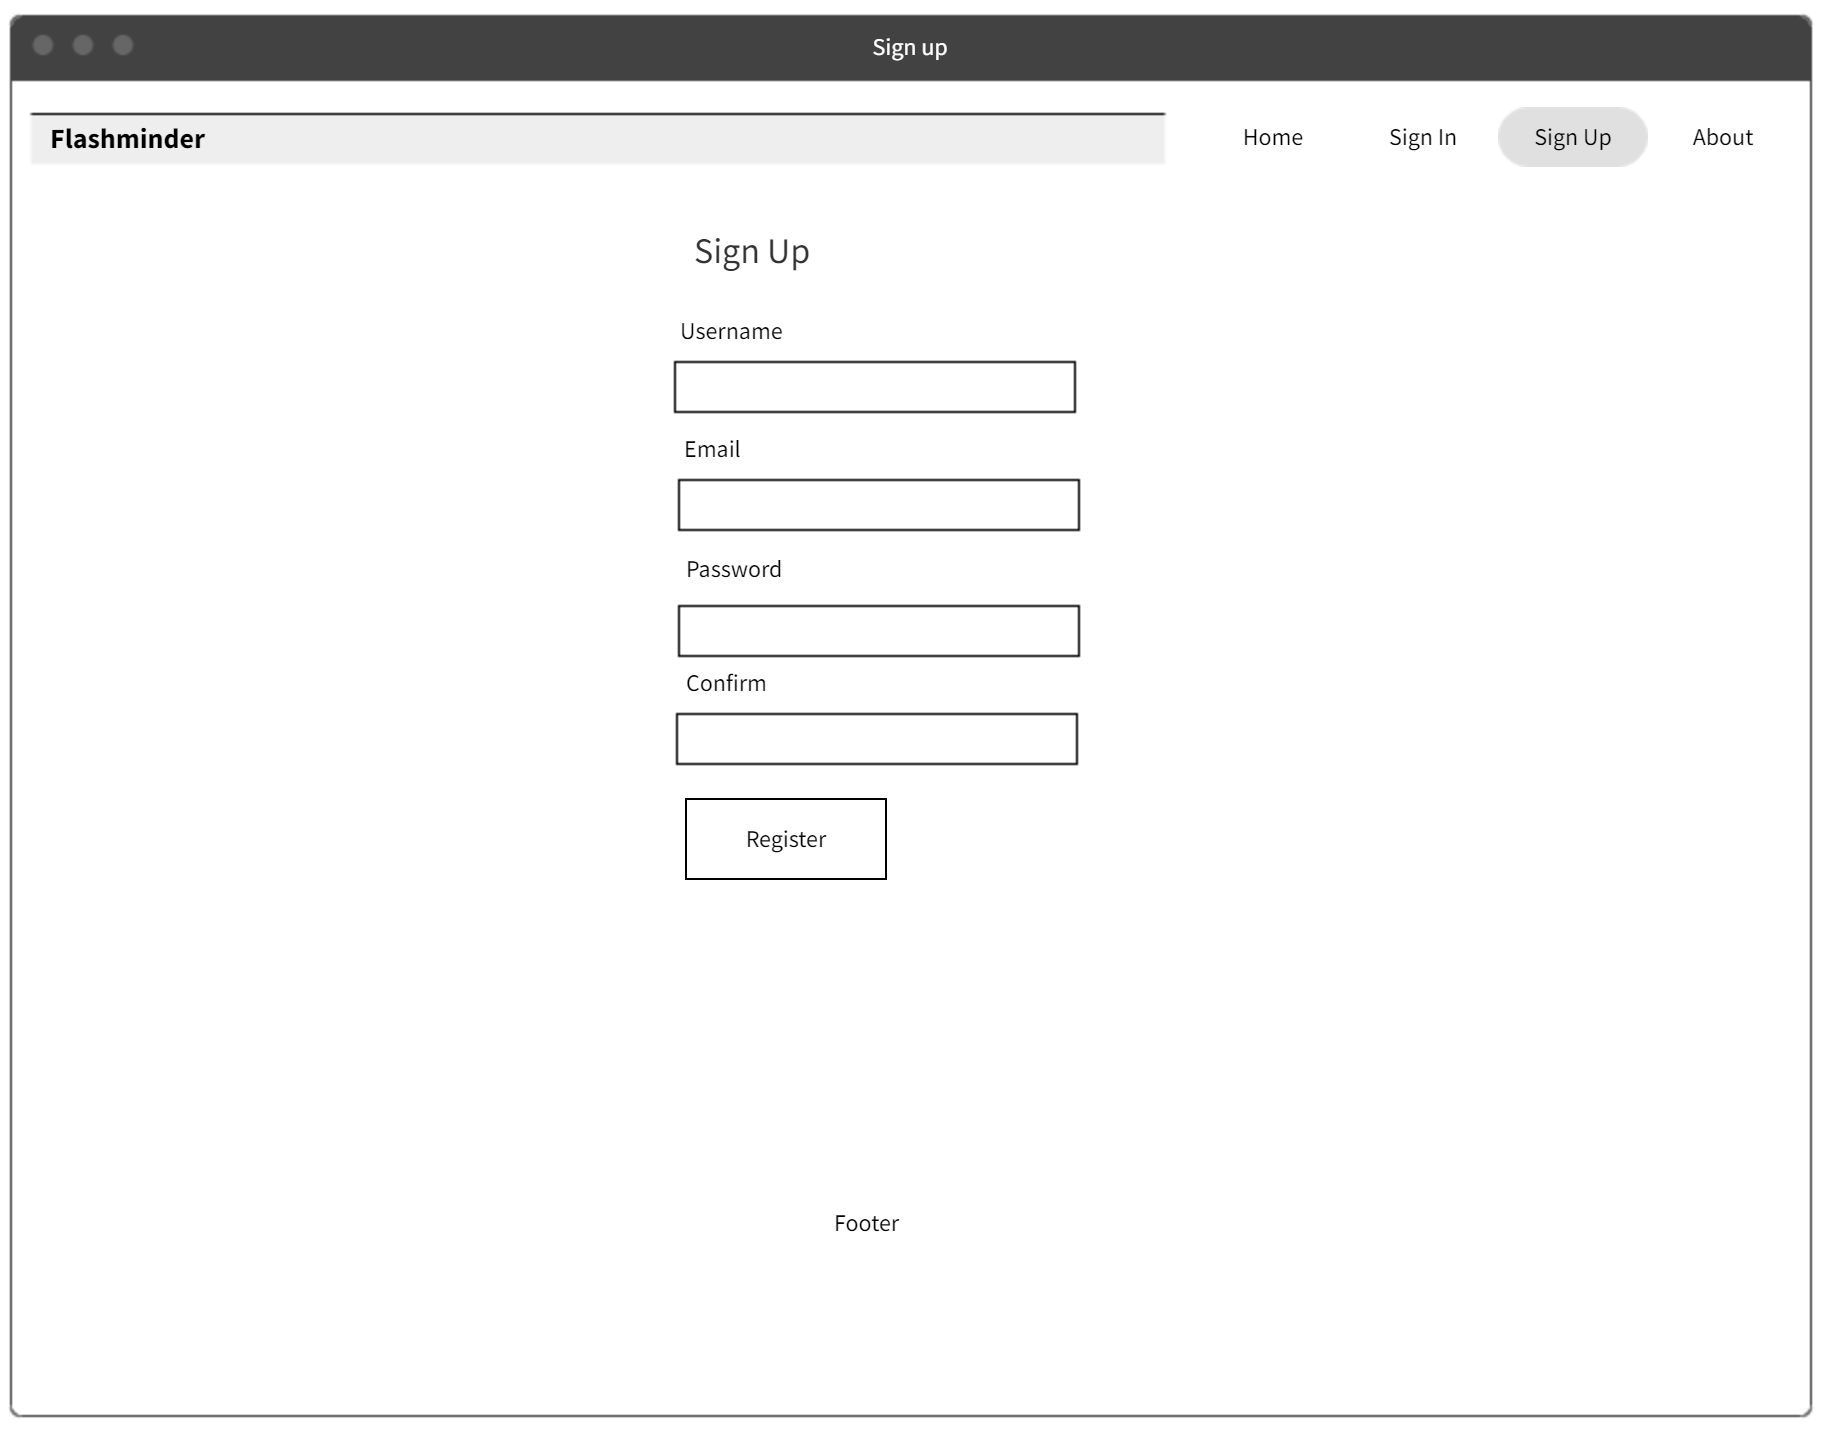 Sign up
Flashminder
Home Sign In Sign Up About
Sign Up
Username
Email
Password
Confirm
Register
Footer